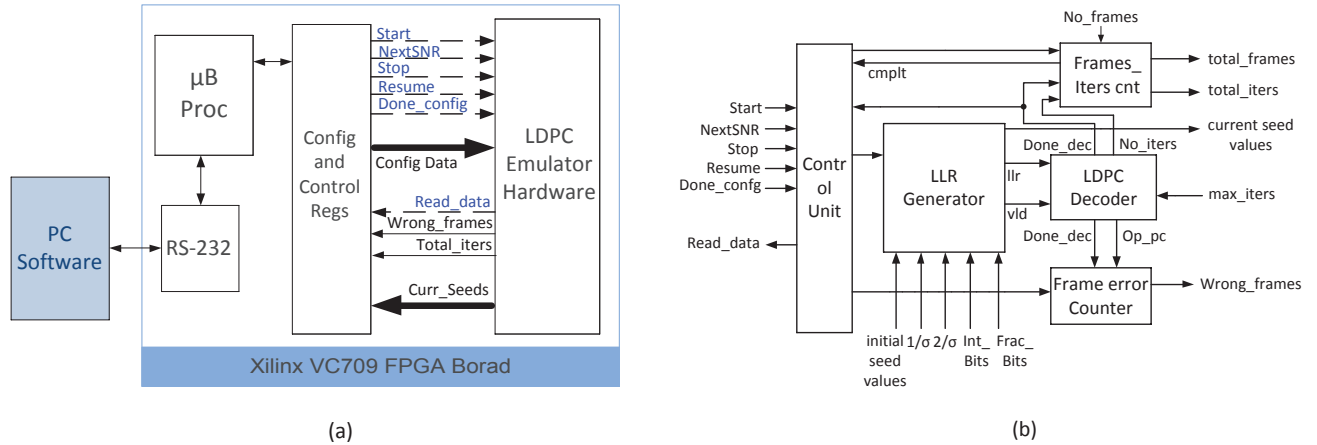 Start
NextSNR
Stop
Resume
Done_config
Config Data
Read_data
Wrong_frames
Total_iters
Curr_Seeds
µB
Proc
RS-232
PC
Software
Config
and
Control
Regs
LDPC
Emulator
Hardware
Xilinx VC709 FPGA Borad
(a)
No_frames
Frames_
Iters cnt
total_frames
total_iters
cmplt
Start
NextSNR
Stop
Resume
Done_confg
Read_data
Contr
ol
Unit
LLR
Generator
current seed
values
Done_dec
No_iters
llr
vld
LDPC
Decoder
max_iters
Done_dec
Op_pc
Frame error
Counter
Wrong_frames
initial
seed
values
1/σ
2/σ
Int_
Bits
Frac_
Bits
(b)